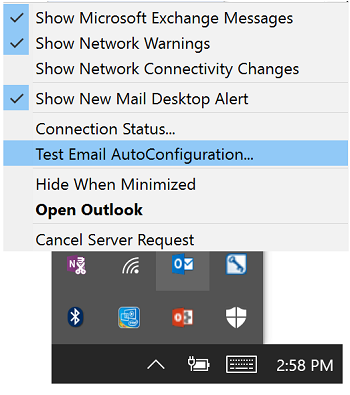 Show Microsoft Exchange Messages
Show Network Warnings
Show Network Connectivity Changes
Show New Mail Desktop Alert
Connection Status...
Test Email AutoConfiguration...
Hide When Minimized
Open Outlook
Cancel Server Request
2:58 PM